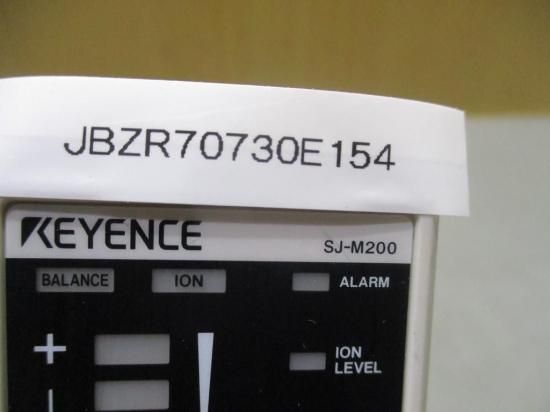 JBZR70730E154
KEYENCE
SJ-M200
BALANCE ION ALARM
+
ION
LEVEL